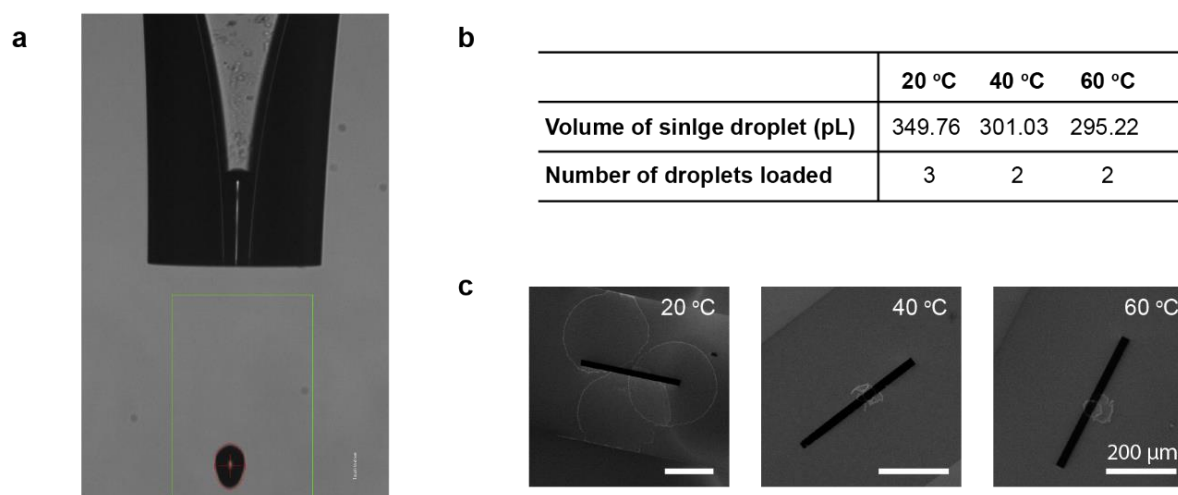 a
b
20 °C 40 °C 60 °C
Volume of sinlge droplet (pL) 349.76 301.03 295.22
Number of droplets loaded 3 2 2
c
20 °C
40 °C
60 °C
200 µm